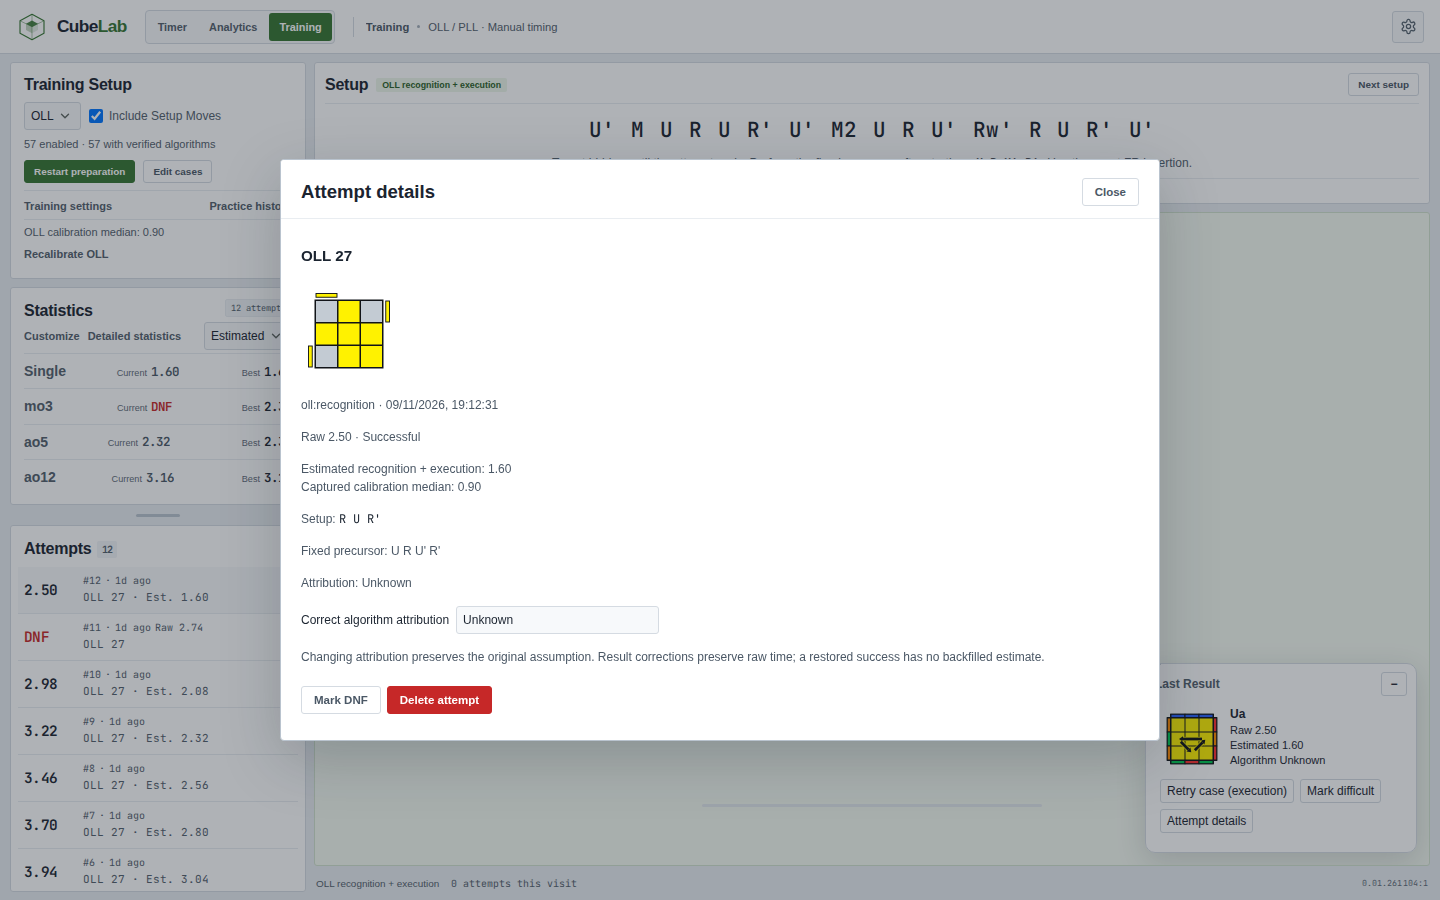 CubeLab
Timer Analytics Training
Training • OLL / PLL · Manual timing
Training Setup
OLL
Include Setup Moves
57 enabled · 57 with verified algorithms
Restart preparation
Edit cases
Training settings
OLL calibration median: 0.90
Recalibrate OLL
Statistics
Customize Detailed statistics
Estimated
Single Current 1.60 Best
mo3 Current DNF Best
ao5 Current 2.32 Best
ao12 Current 3.16 Best
Attempts 12
2.50 #12 · 1d ago
OLL 27 · Est. 1.60
DNF #11 · 1d ago Raw 2.74
OLL 27
2.98 #10 · 1d ago
OLL 27 · Est. 2.08
3.22 #9 · 1d ago
OLL 27 · Est. 2.32
3.46 #8 · 1d ago
OLL 27 · Est. 2.56
3.70 #7 · 1d ago
OLL 27 · Est. 2.80
3.94 #6 · 1d ago
OLL 27 · Est. 3.04
Setup OLL recognition + execution
Next setup
U' M U R U R' U' M2 U R U' Rw' R U R' U'
Attempt details
Close
OLL 27
oll:recognition · 09/11/2026, 19:12:31
Raw 2.50 · Successful
Estimated recognition + execution: 1.60
Captured calibration median: 0.90
Setup: R U R'
Fixed precursor: U R U' R'
Attribution: Unknown
Correct algorithm attribution Unknown
Changing attribution preserves the original assumption. Result corrections preserve raw time; a restored success has no backfilled estimate.
Mark DNF
Delete attempt
Last Result
−
Ua
Raw 2.50
Estimated 1.60
Algorithm Unknown
Retry case (execution)
Mark difficult
Attempt details
OLL recognition + execution 0 attempts this visit
0.01.261104:1